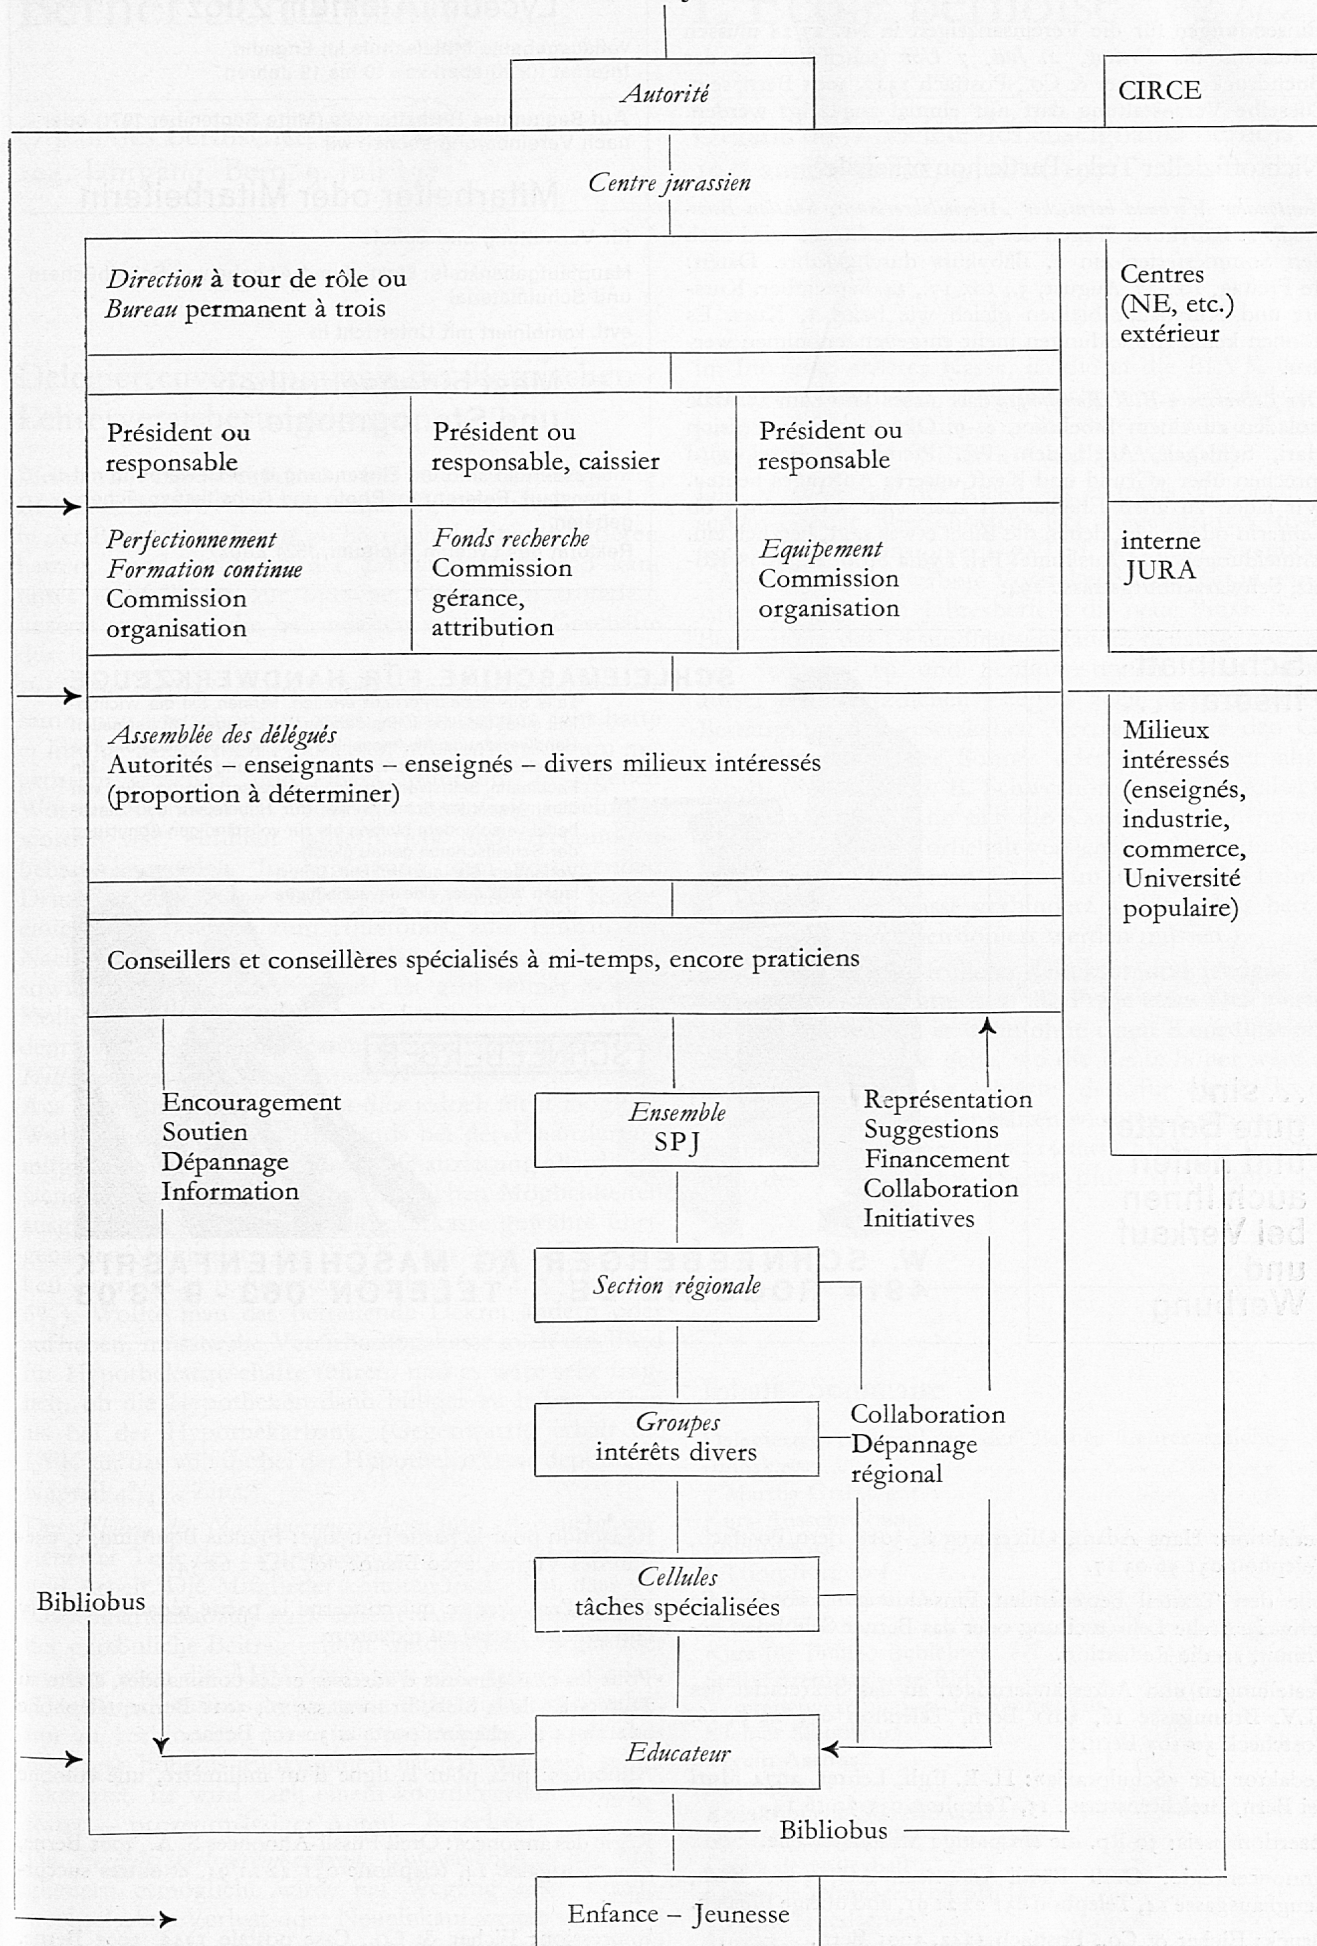 Autorité
CIRCE
Centre jurassien
Direction à tour de rôle ou
Bureau permanent à trois
Centres
(NE, etc.)
extérieur
Président ou
responsable
Président ou
responsable, caissier
Président ou
responsable
Perfectionnement
Formation continue
Commission
organisation
Fonds recherche
Commission
gérance,
attribution
Equipement
Commission
organisation
interne
JURA
Assemblée des délégués
Autorités – enseignants – enseignés – divers milieux intéressés
(proportion à déterminer)
Milieux
intéressés
(enseignés,
industrie,
commerce,
Université
populaire)
Conseillers et conseillères spécialisés à mi-temps, encore praticiens
Encouragement
Soutien
Dépannage
Information
Ensemble
SPJ
Représentation
Suggestions
Financement
Collaboration
Initiatives
Section régionale
Groupes
intérêts divers
Collaboration
Dépannage
régional
Cellules
tâches spécialisées
Bibliobus
Educateur
Bibliobus
Enfance – Jeunesse